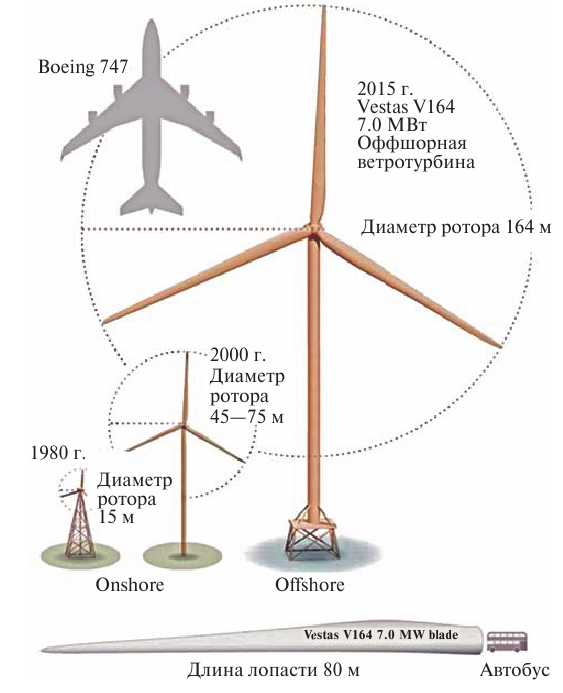 Boeing 747
2015 г.
Vestas V164
7.0 МВт
Оффшорная
ветротурбина
Диаметр ротора 164 м
2000 г.
Диаметр
ротора
45—75 м
1980 г.
Диаметр
ротора
15 м
Onshore
Offshore
Vestas V164 7.0 MW blade
Длина лопасти 80 м
Автобус